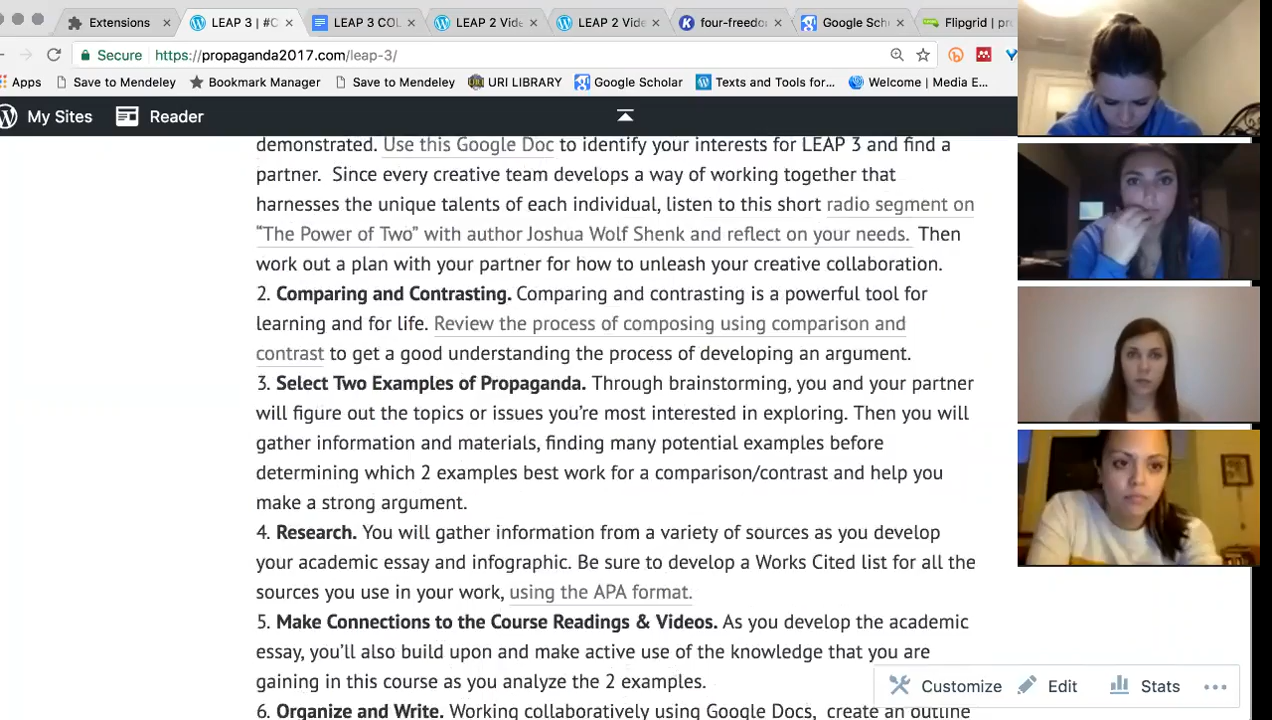 Extensions
LEAP 3 | #C
LEAP 3 COL
LEAP 2 Vide
LEAP 2 Vide
four-freedo
Google Sch
Flipgrid | pr
Secure https://propaganda2017.com/leap-3/
Apps Save to Mendeley Bookmark Manager Save to Mendeley URI LIBRARY Google Scholar Texts and Tools for... Welcome | Media E...
My Sites Reader
demonstrated. Use this Google Doc to identify your interests for LEAP 3 and find a
partner. Since every creative team develops a way of working together that
harnesses the unique talents of each individual, listen to this short radio segment on
“The Power of Two” with author Joshua Wolf Shenk and reflect on your needs. Then
work out a plan with your partner for how to unleash your creative collaboration.
2. Comparing and Contrasting. Comparing and contrasting is a powerful tool for
learning and for life. Review the process of composing using comparison and
contrast to get a good understanding the process of developing an argument.
3. Select Two Examples of Propaganda. Through brainstorming, you and your partner
will figure out the topics or issues you’re most interested in exploring. Then you will
gather information and materials, finding many potential examples before
determining which 2 examples best work for a comparison/contrast and help you
make a strong argument.
4. Research. You will gather information from a variety of sources as you develop
your academic essay and infographic. Be sure to develop a Works Cited list for all the
sources you use in your work, using the APA format.
5. Make Connections to the Course Readings & Videos. As you develop the academic
essay, you’ll also build upon and make active use of the knowledge that you are
gaining in this course as you analyze the 2 examples.
6. Organize and Write. Working collaboratively using Google Docs, create an outline
Customize Edit Stats